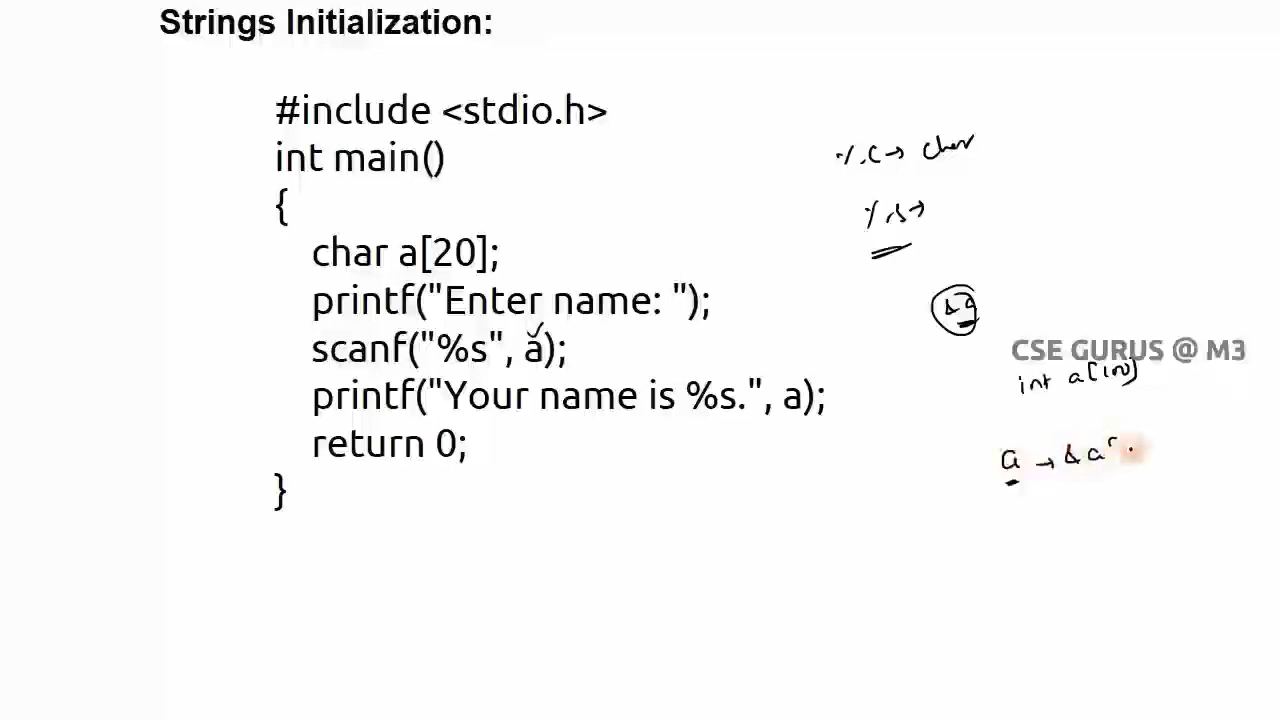 Strings Initialization:
#include <stdio.h>
int main()
{
char a[20];
printf("Enter name: ");
scanf("%s", a);
printf("Your name is %s.", a);
return 0;
}
%c → char
%s →
&a
CSE GURUS @ M3
int a[100]
a → &a[